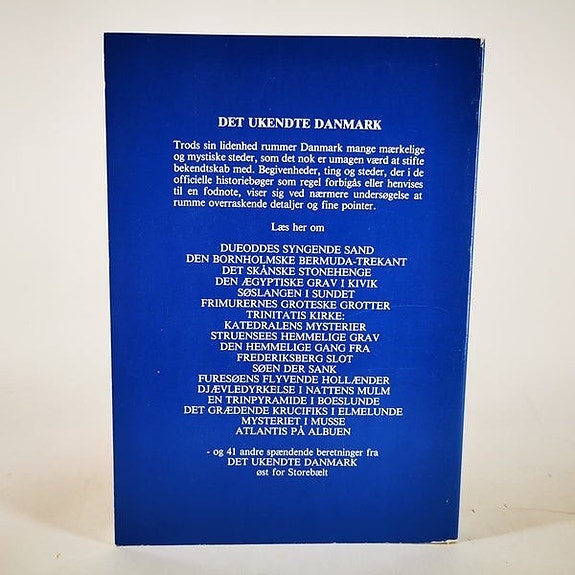 DET UKENDTE DANMARK
Trods sin lidenhed rummer Danmark mange mærkelige
og mystiske steder, som det nok er umagen værd at stifte
bekendtskab med. Begivenheder, ting og steder, der i de
officielle historiebøger som regel forbigås eller henvises
til en fodnote, viser sig ved nærmere undersøgelse at
rumme overraskende detaljer og fine pointer.
Læs her om
DUEODDES SYNGENDE SAND
DEN BORNHOLMSKE BERMUDA-TREKANT
DET SKÅNSKE STONEHENGE
DEN ÆGYPTISKE GRAV I KIVIK
SØSLANGEN I SUNDET
FRIMURERNES GROTESKE GROTTER
TRINITATIS KIRKE:
KATEDRALENS MYSTERIER
STRUENSEES HEMMELIGE GRAV
DEN HEMMELIGE GANG FRA
FREDERIKSBERG SLOT
SØEN DER SANK
FURESØENS FLYVENDE HOLLÆNDER
DJÆVLEDYRKELSE I NATTENS MULM
EN TRINPYRAMIDE I BOESLUNDE
DET GRÆDENDE KRUCIFIKS I ELMELUNDE
MYSTERIET I MUSSE
ATLANTIS PÅ ALBUEN
- og 41 andre spændende beretninger fra
DET UKENDTE DANMARK
øst for Storebælt